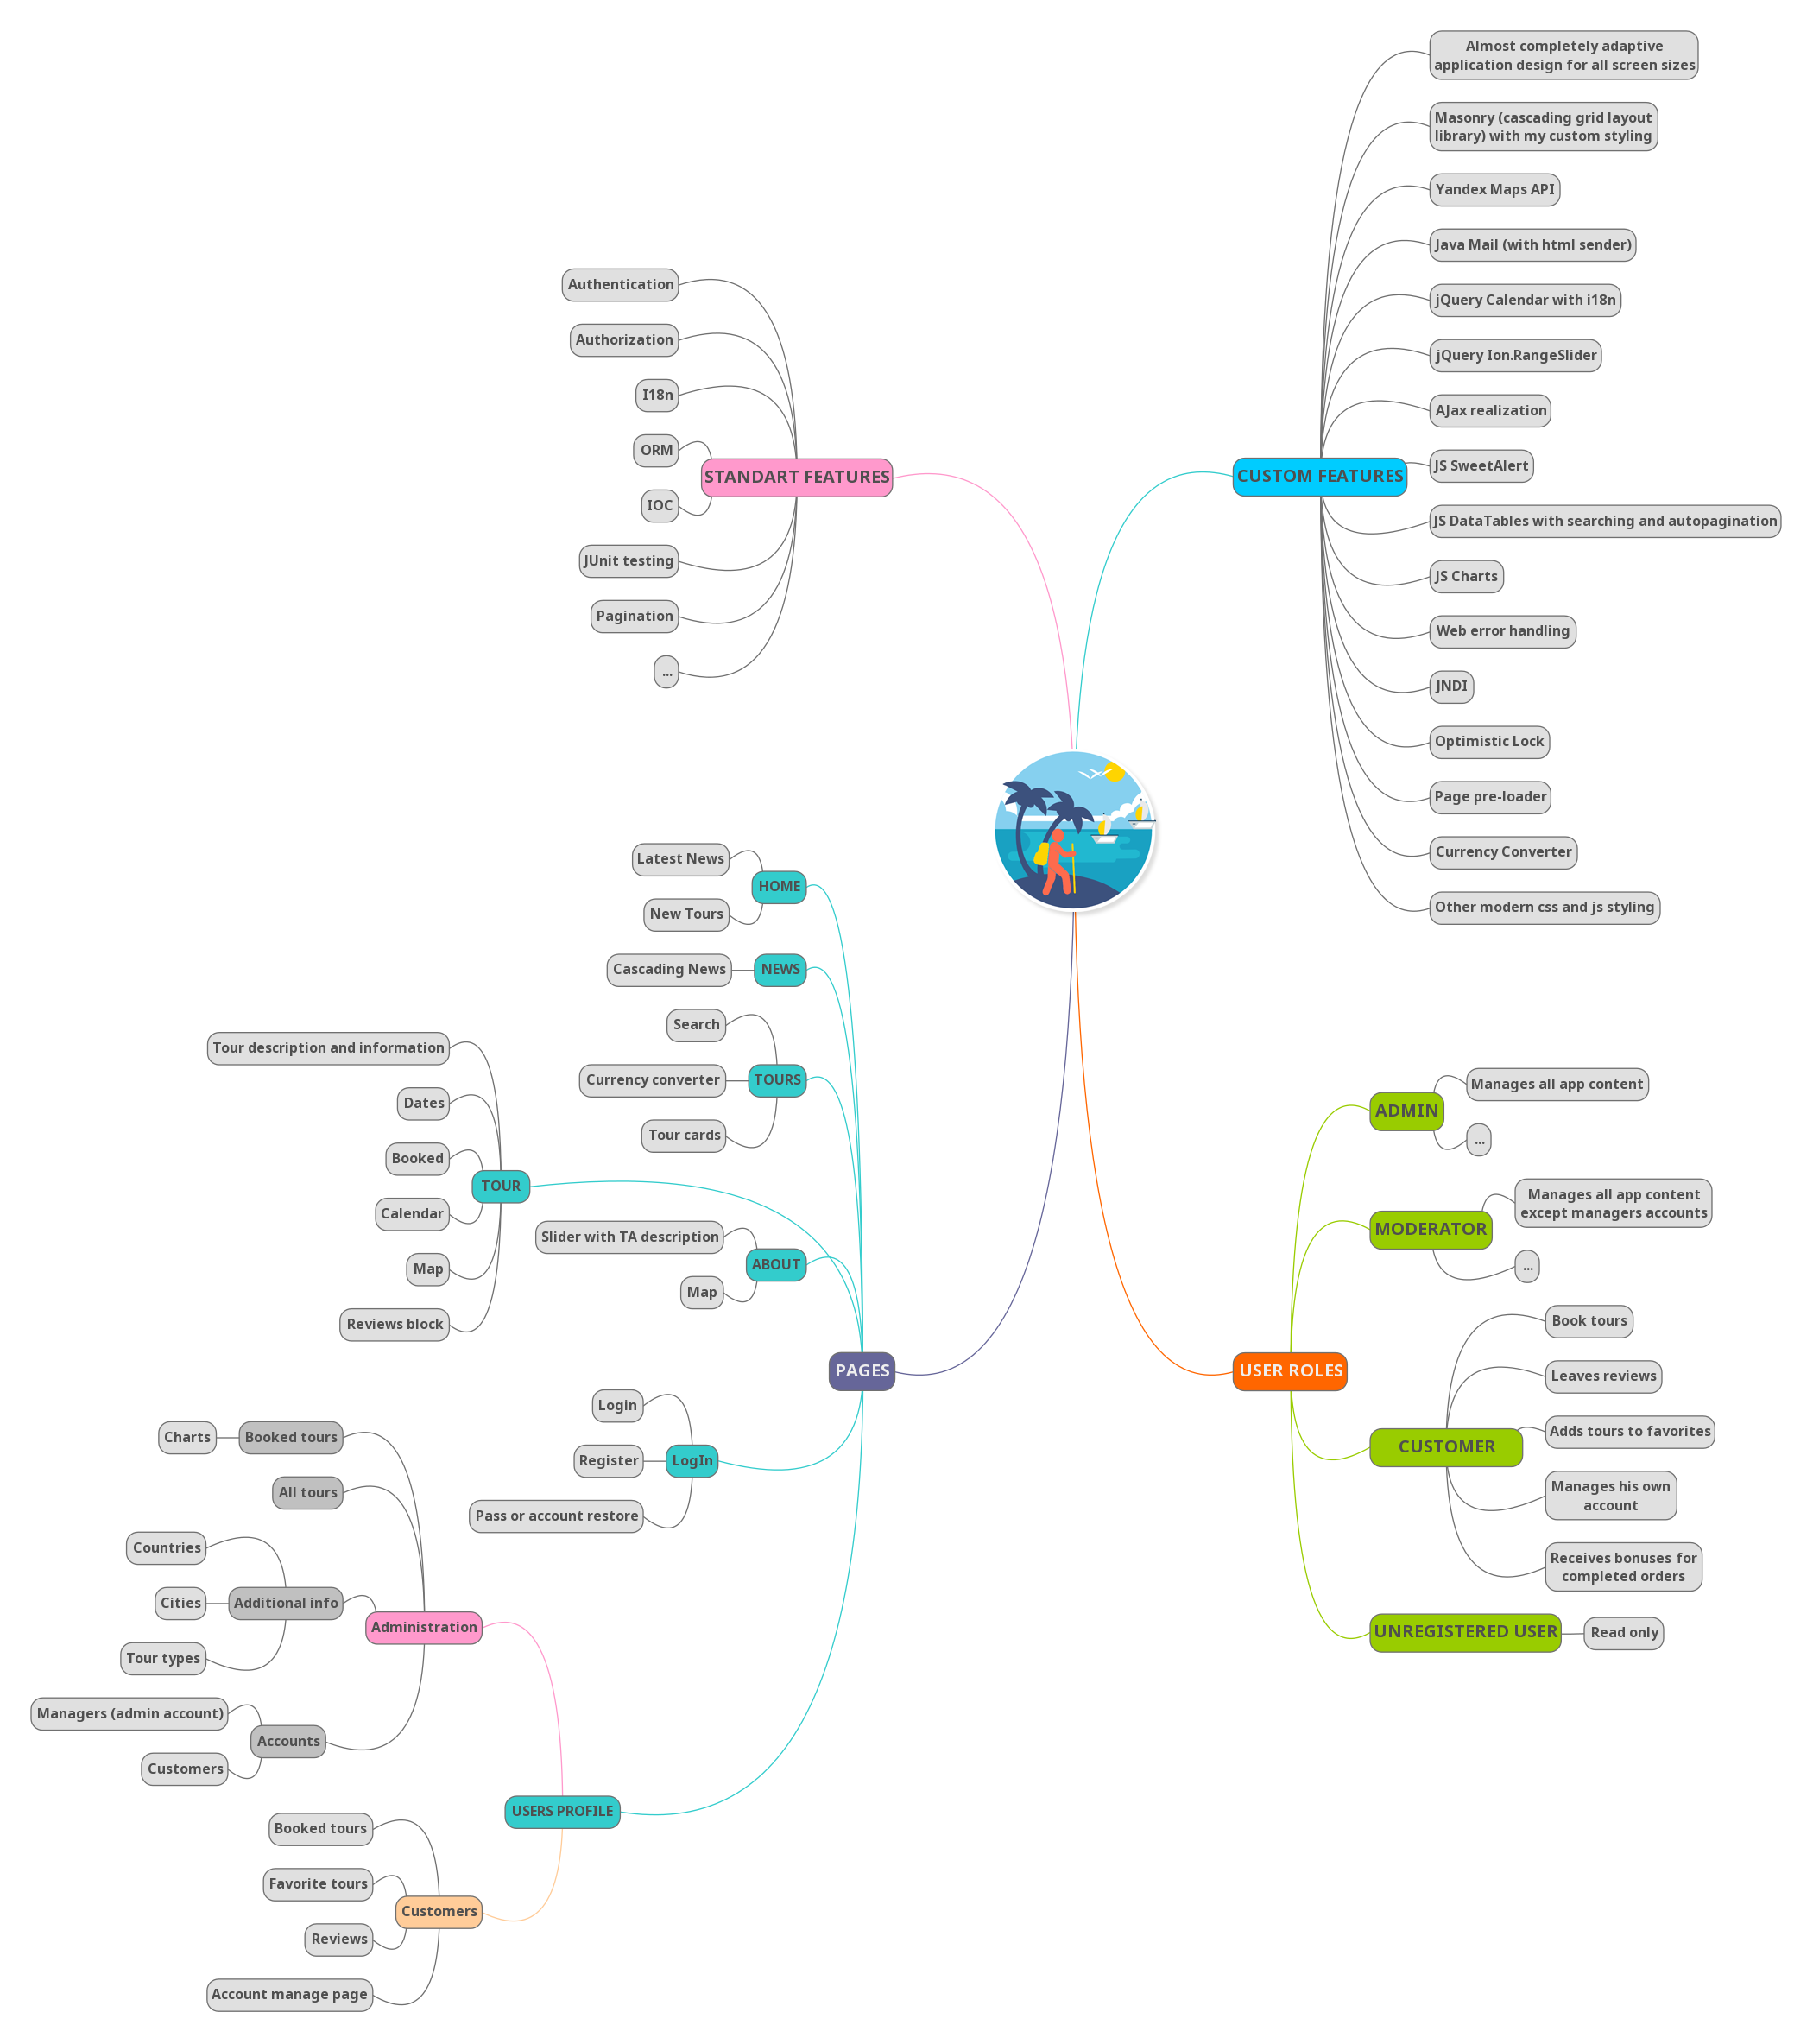 Almost completely adaptive
application design for all screen sizes
Masonry (cascading grid layout
library) with my custom styling
Yandex Maps API
Java Mail (with html sender)
jQuery Calendar with i18n
jQuery Ion.RangeSlider
AJax realization
JS SweetAlert
CUSTOM FEATURES
JS DataTables with searching and autopagination
JS Charts
Web error handling
JNDI
Optimistic Lock
Page pre-loader
Currency Converter
Other modern css and js styling
Authentication
Authorization
I18n
ORM
STANDART FEATURES
IOC
JUnit testing
Pagination
...
Latest News
HOME
New Tours
Cascading News
NEWS
Search
Currency converter
TOURS
Tour cards
Tour description and information
Dates
Booked
TOUR
Calendar
Map
Reviews block
Slider with TA description
ABOUT
Map
PAGES
Login
Register
LogIn
Pass or account restore
Charts
Booked tours
All tours
Countries
Cities
Additional info
Tour types
Administration
Managers (admin account)
Accounts
Customers
USERS PROFILE
Booked tours
Favorite tours
Customers
Reviews
Account manage page
Manages all app content
ADMIN
...
Manages all app content
except managers accounts
MODERATOR
...
USER ROLES
Book tours
Leaves reviews
Adds tours to favorites
CUSTOMER
Manages his own
account
Receives bonuses for
completed orders
UNREGISTERED USER
Read only